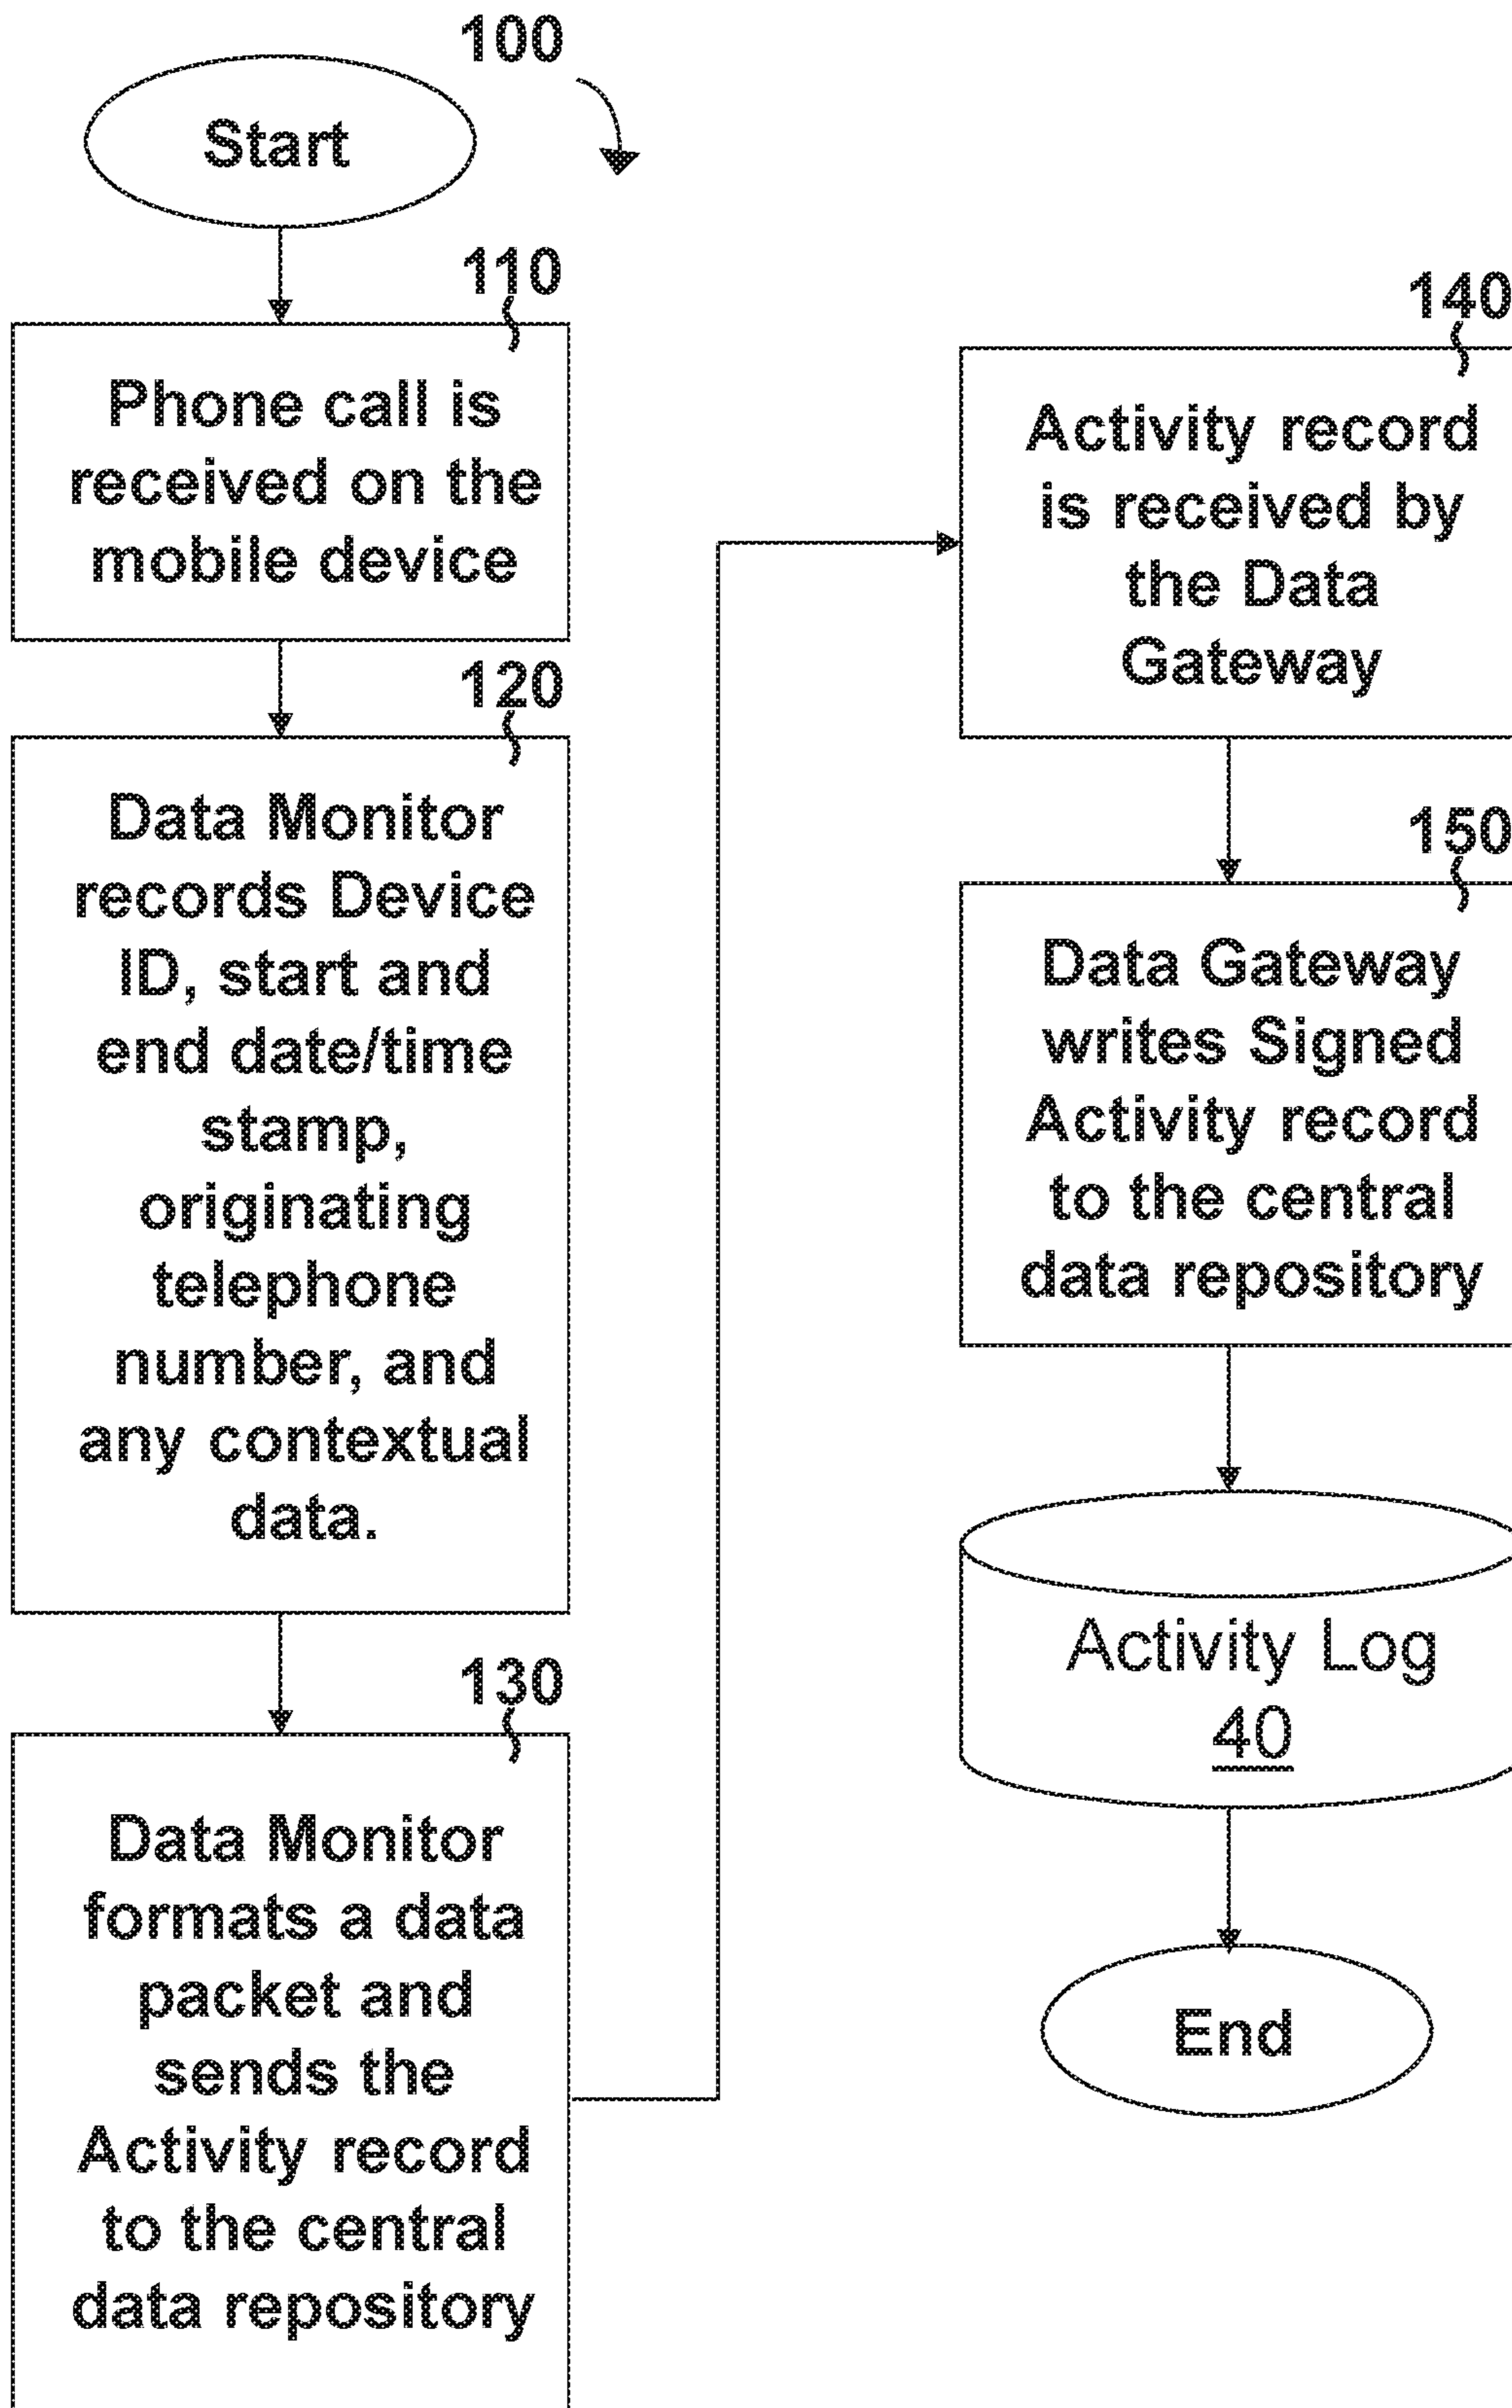 100
Start
110
Phone call is
received on the
mobile device
120
Data Monitor
records Device
ID, start and
end date/time
stamp,
originating
telephone
number, and
any contextual
data.
130
Data Monitor
formats a data
packet and
sends the
Activity record
to the central
data repository
140
Activity record
is received by
the Data
Gateway
150
Data Gateway
writes Signed
Activity record
to the central
data repository
Activity Log
40
End